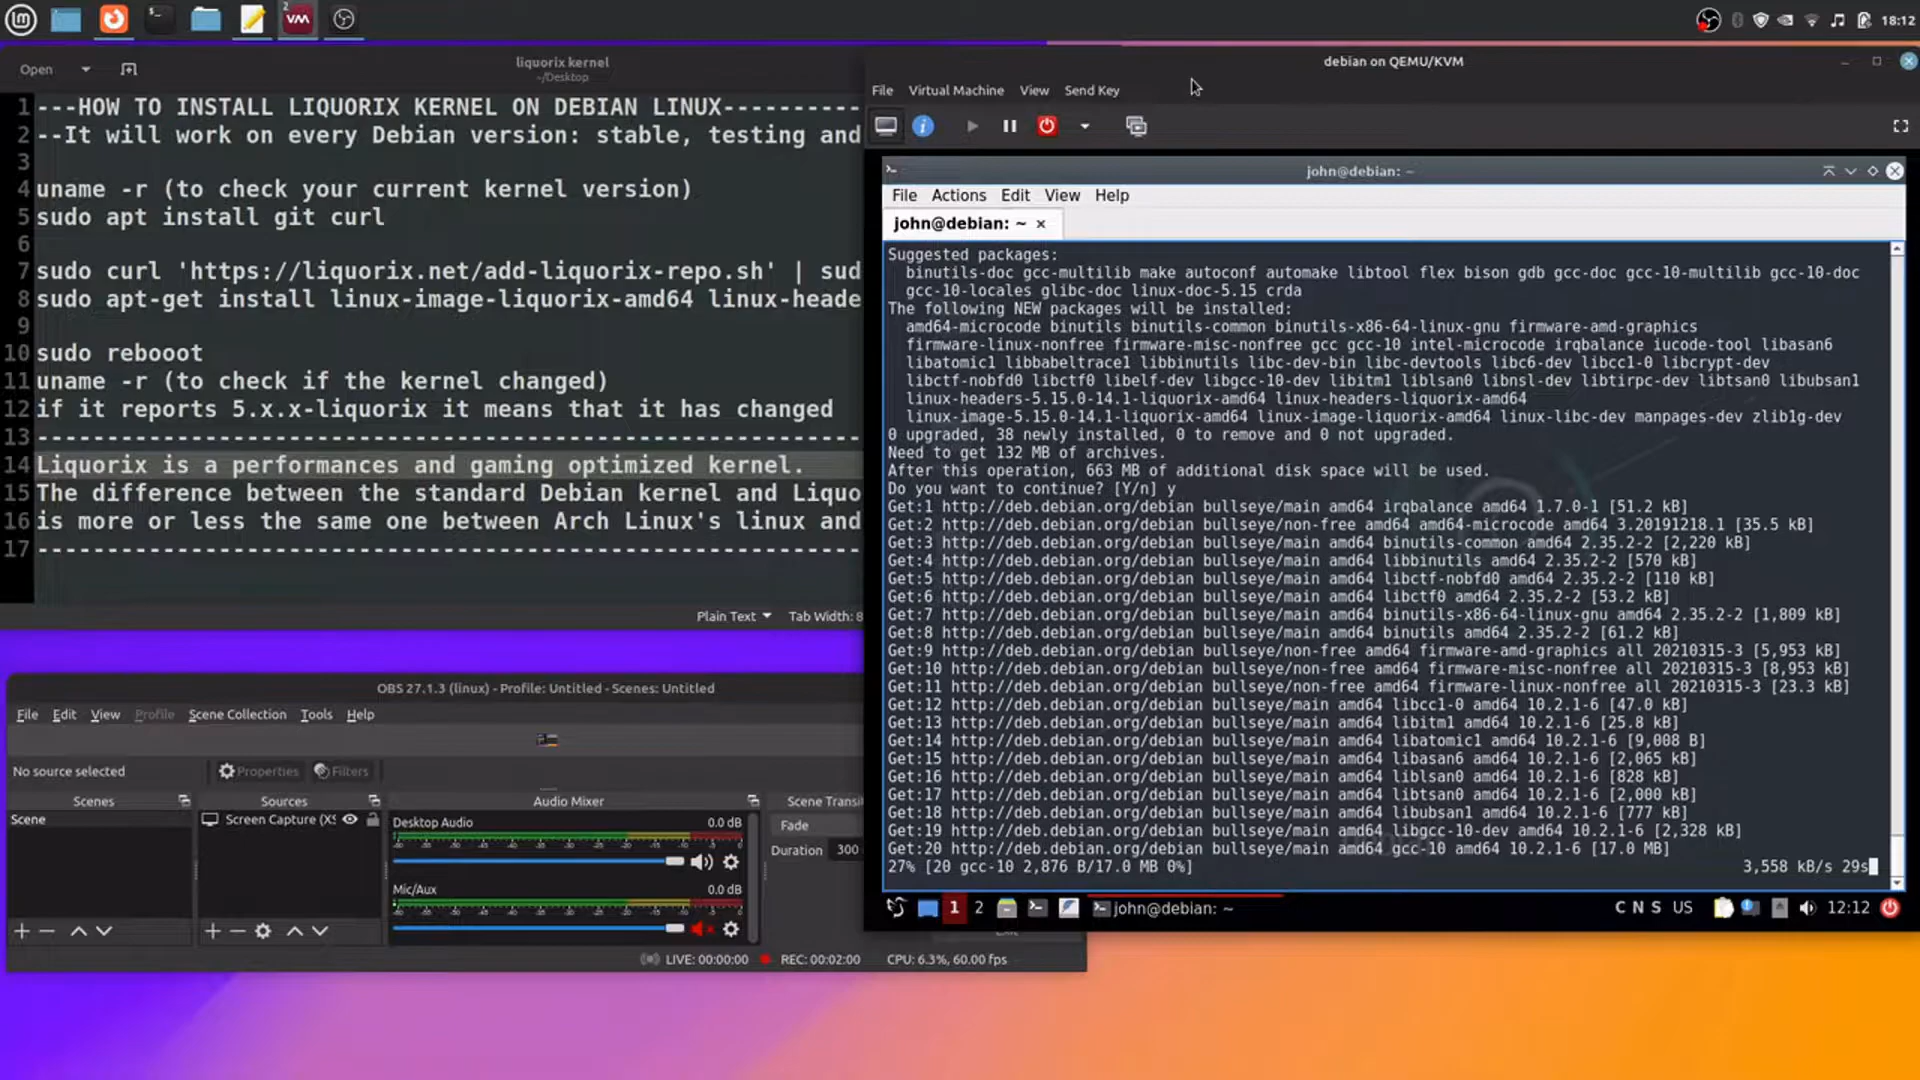 2
VM
18:12
Open
liquorix kernel
~/Desktop
1 ---HOW TO INSTALL LIQUORIX KERNEL ON DEBIAN LINUX----------
2 --It will work on every Debian version: stable, testing and
3
4 uname -r (to check your current kernel version)
5 sudo apt install git curl
6
7 sudo curl 'https://liquorix.net/add-liquorix-repo.sh' | sud
8 sudo apt-get install linux-image-liquorix-amd64 linux-heade
9
10 sudo rebooot
11 uname -r (to check if the kernel changed)
12 if it reports 5.x.x-liquorix it means that it has changed
13 -----------------------------------------------------------
14 Liquorix is a performances and gaming optimized kernel.
15 The difference between the standard Debian kernel and Liquo
16 is more or less the same one between Arch Linux's linux and
17 -----------------------------------------------------------
Plain Text
Tab Width: 8
debian on QEMU/KVM
File Virtual Machine View Send Key
john@debian: ~
File Actions Edit View Help
john@debian: ~ ×
Suggested packages:
binutils-doc gcc-multilib make autoconf automake libtool flex bison gdb gcc-doc gcc-10-multilib gcc-10-doc
gcc-10-locales glibc-doc linux-doc-5.15 crda
The following NEW packages will be installed:
amd64-microcode binutils binutils-common binutils-x86-64-linux-gnu firmware-amd-graphics
firmware-linux-nonfree firmware-misc-nonfree gcc gcc-10 intel-microcode irqbalance iucode-tool libasan6
libatomic1 libbabeltrace1 libbinutils libc-dev-bin libc-devtools libc6-dev libcc1-0 libcrypt-dev
libctf-nobfd0 libctf0 libelf-dev libgcc-10-dev libitm1 liblsan0 libnsl-dev libtirpc-dev libtsan0 libubsan1
linux-headers-5.15.0-14.1-liquorix-amd64 linux-headers-liquorix-amd64
linux-image-5.15.0-14.1-liquorix-amd64 linux-image-liquorix-amd64 linux-libc-dev manpages-dev zlib1g-dev
0 upgraded, 38 newly installed, 0 to remove and 0 not upgraded.
Need to get 132 MB of archives.
After this operation, 663 MB of additional disk space will be used.
Do you want to continue? [Y/n] y
Get:1 http://deb.debian.org/debian bullseye/main amd64 irqbalance amd64 1.7.0-1 [51.2 kB]
Get:2 http://deb.debian.org/debian bullseye/non-free amd64 amd64-microcode amd64 3.20191218.1 [35.5 kB]
Get:3 http://deb.debian.org/debian bullseye/main amd64 binutils-common amd64 2.35.2-2 [2,220 kB]
Get:4 http://deb.debian.org/debian bullseye/main amd64 libbinutils amd64 2.35.2-2 [570 kB]
Get:5 http://deb.debian.org/debian bullseye/main amd64 libctf-nobfd0 amd64 2.35.2-2 [110 kB]
Get:6 http://deb.debian.org/debian bullseye/main amd64 libctf0 amd64 2.35.2-2 [53.2 kB]
Get:7 http://deb.debian.org/debian bullseye/main amd64 binutils-x86-64-linux-gnu amd64 2.35.2-2 [1,809 kB]
Get:8 http://deb.debian.org/debian bullseye/main amd64 binutils amd64 2.35.2-2 [61.2 kB]
Get:9 http://deb.debian.org/debian bullseye/non-free amd64 firmware-amd-graphics all 20210315-3 [5,953 kB]
Get:10 http://deb.debian.org/debian bullseye/non-free amd64 firmware-misc-nonfree all 20210315-3 [8,953 kB]
Get:11 http://deb.debian.org/debian bullseye/non-free amd64 firmware-linux-nonfree all 20210315-3 [23.3 kB]
Get:12 http://deb.debian.org/debian bullseye/main amd64 libcc1-0 amd64 10.2.1-6 [47.0 kB]
Get:13 http://deb.debian.org/debian bullseye/main amd64 libitm1 amd64 10.2.1-6 [25.8 kB]
Get:14 http://deb.debian.org/debian bullseye/main amd64 libatomic1 amd64 10.2.1-6 [9,008 B]
Get:15 http://deb.debian.org/debian bullseye/main amd64 libasan6 amd64 10.2.1-6 [2,065 kB]
Get:16 http://deb.debian.org/debian bullseye/main amd64 liblsan0 amd64 10.2.1-6 [828 kB]
Get:17 http://deb.debian.org/debian bullseye/main amd64 libtsan0 amd64 10.2.1-6 [2,000 kB]
Get:18 http://deb.debian.org/debian bullseye/main amd64 libubsan1 amd64 10.2.1-6 [777 kB]
Get:19 http://deb.debian.org/debian bullseye/main amd64 libgcc-10-dev amd64 10.2.1-6 [2,328 kB]
Get:20 http://deb.debian.org/debian bullseye/main amd64 gcc-10 amd64 10.2.1-6 [17.0 MB]
27% [20 gcc-10 2,876 B/17.0 MB 0%] 3,558 kB/s 29s
1 2 john@debian: ~ C N S US 12:12
OBS 27.1.3 (linux) - Profile: Untitled - Scenes: Untitled
File Edit View Profile Scene Collection Tools Help
No source selected Properties Filters
Scenes Sources Audio Mixer Scene Transi
Scene
Screen Capture (XS
Desktop Audio 0.0 dB
-60 -55 -50 -45 -40 -35 -30 -25 -20 -15 -10 -5 0
Mic/Aux 0.0 dB
-60 -55 -50 -45 -40 -35 -30 -25 -20 -15 -10 -5 0
Fade
Duration 300
LIVE: 00:00:00 REC: 00:02:00 CPU: 6.3%, 60.00 fps